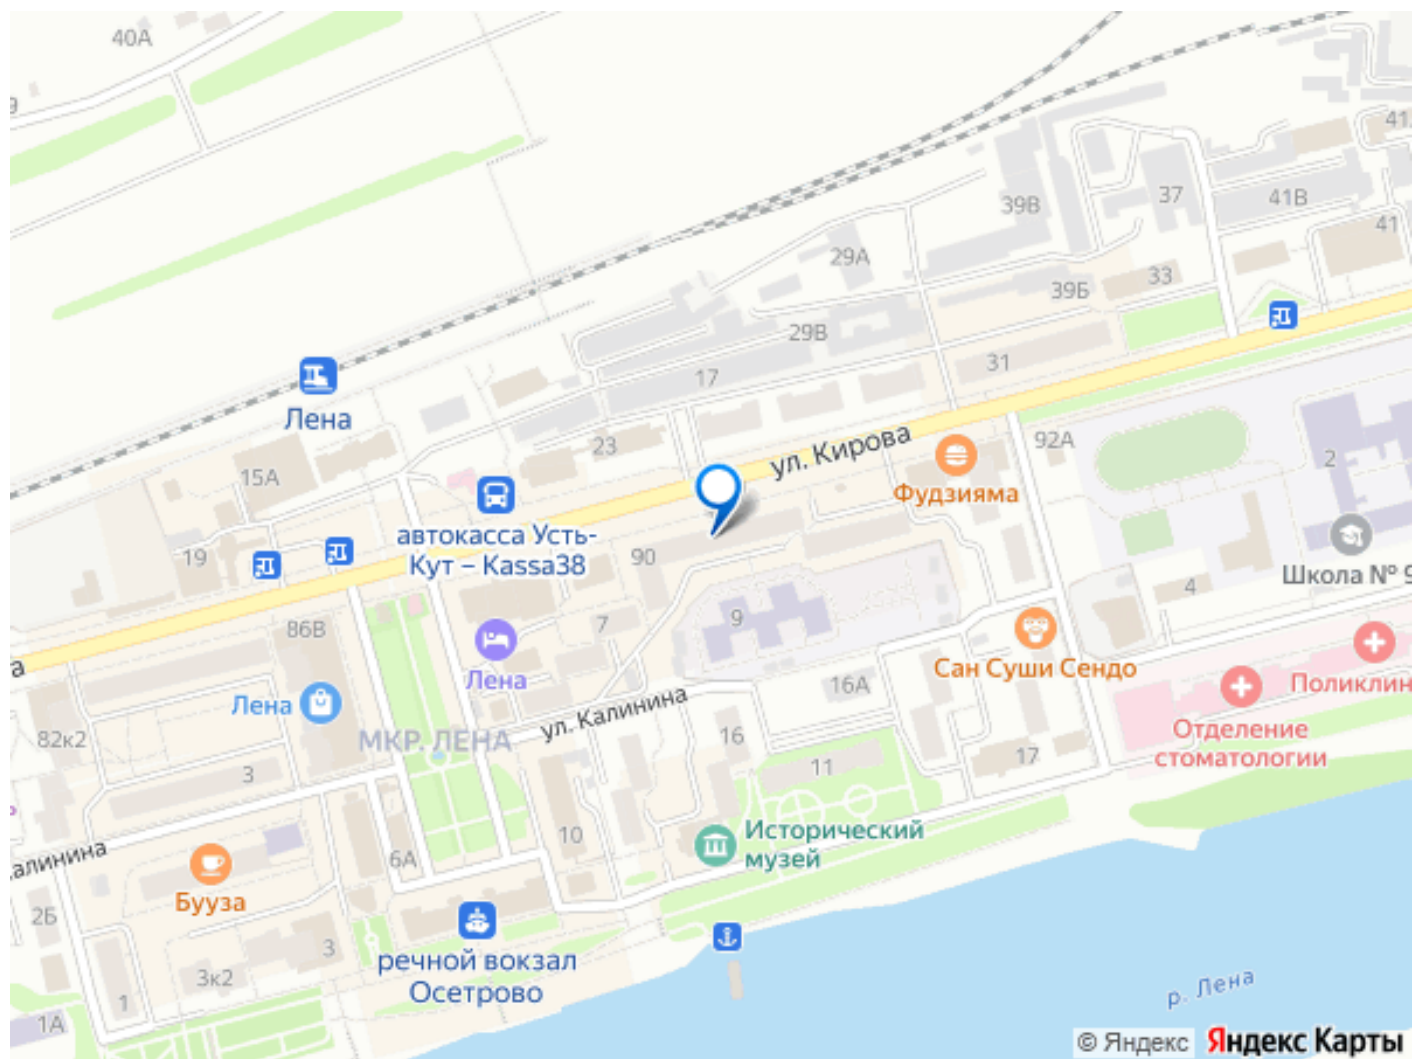 40А
9
41
39В
37
41В
41
29А
33
39Б
29В
31
17
Лена
ул. Кирова
23
92А
15А
2
Фудзияма
автокасса Усть-
Кут – Kassa38
90
19
Школа № 9
4
9
7
86В
а
Лена
Сан Суши Сендо
16А
Поликлин
Лена
ул. Калинина
82к2
МКР. ЛЕНА
16
Отделение
стоматологии
17
11
3
Исторический
музей
10
алинина
6А
Бууза
2Б
3
речной вокзал
Осетрово
3к2
1
1А
р. Лена
© Яндекс Яндекс Карты